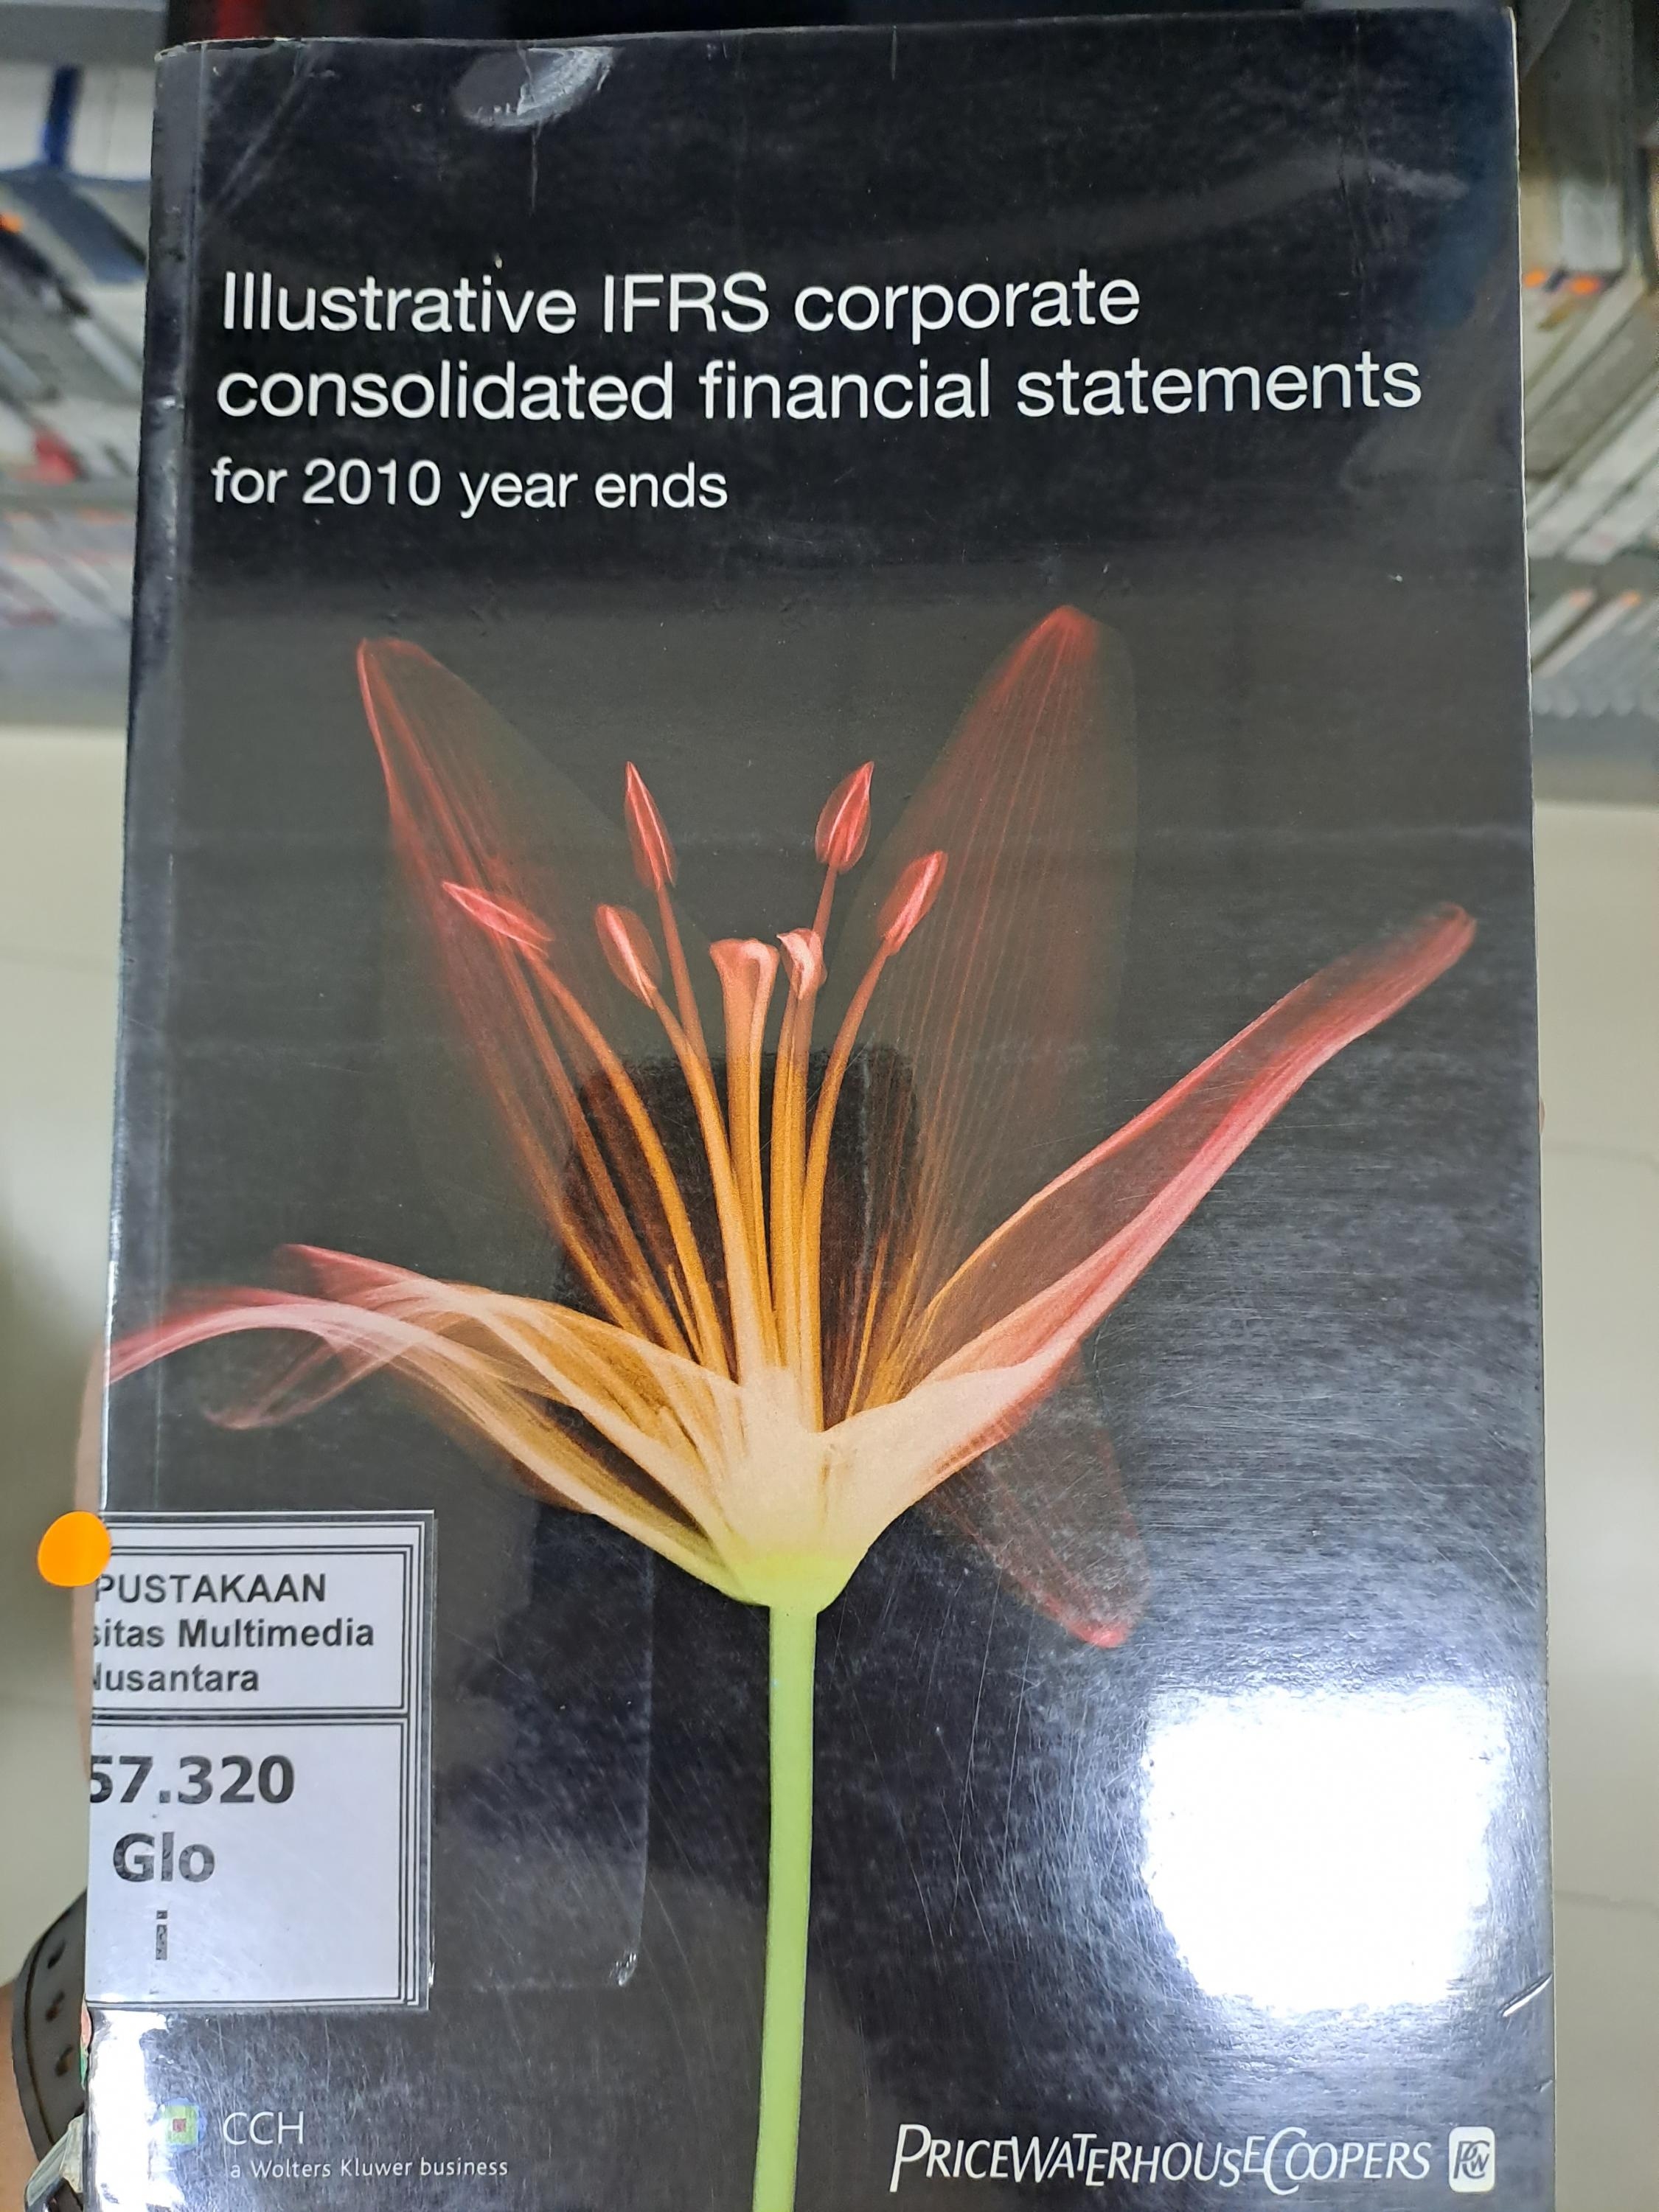 Illustrative IFRS corporate
consolidated financial statements
for 2010 year ends
PUSTAKAAN
sitas Multimedia
Nusantara
57.320
Glo
i
CCH
a Wolters Kluwer business
PRICEWATERHOUSECOOPERS
PwC